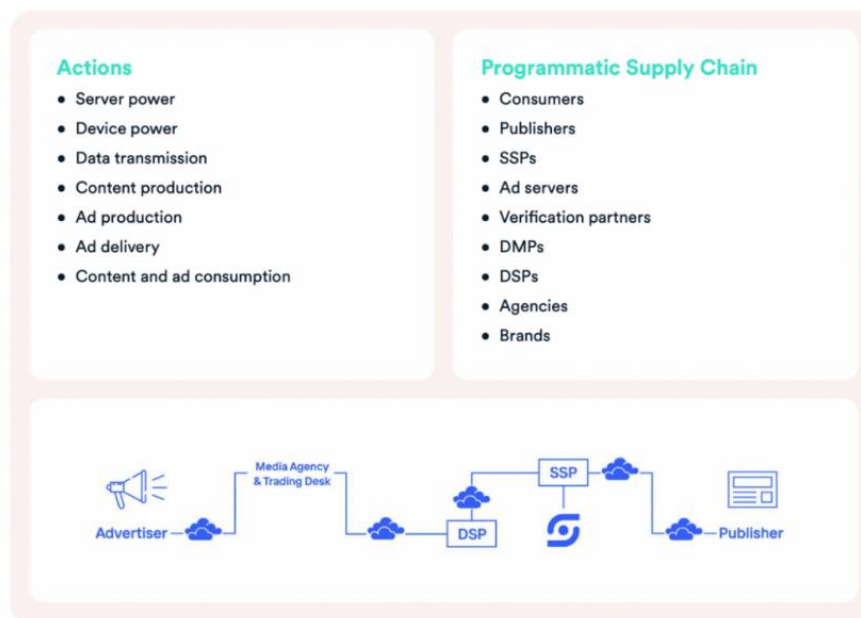 Actions
Server power
Device power
Data transmission
Content production
Ad production
Ad delivery
Content and ad consumption
Programmatic Supply Chain
Consumers
Publishers
SSPs
Ad servers
Verification partners
DMPs
DSPs
Agencies
Brands
Advertiser
Media Agency
& Trading Desk
DSP
SSP
Publisher